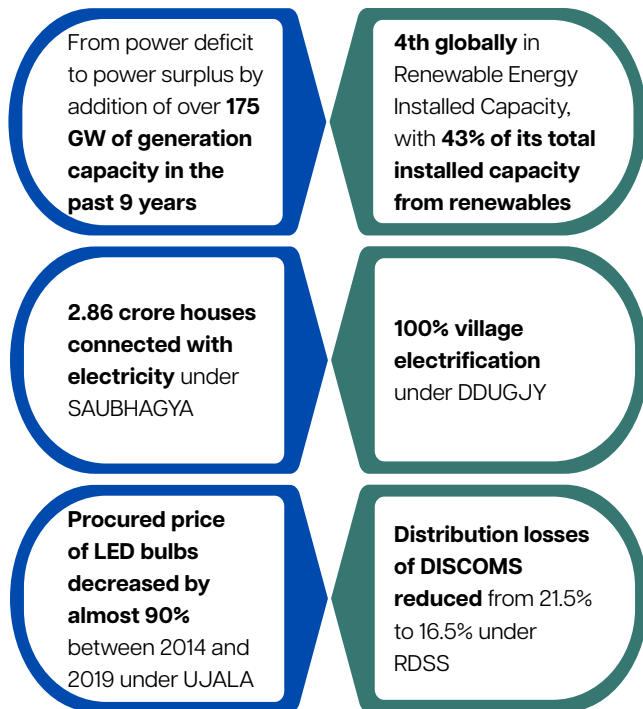 From power deficit
to power surplus by
addition of over 175
GW of generation
capacity in the
past 9 years
4th globally in
Renewable Energy
Installed Capacity,
with 43% of its total
installed capacity
from renewables
2.86 crore houses
connected with
electricity under
SAUBHAGYA
100% village
electrification
under DDUGJY
Procured price
of LED bulbs
decreased by
almost 90%
between 2014 and
2019 under UJALA
Distribution losses
of DISCOMS
reduced from 21.5%
to 16.5% under
RDSS